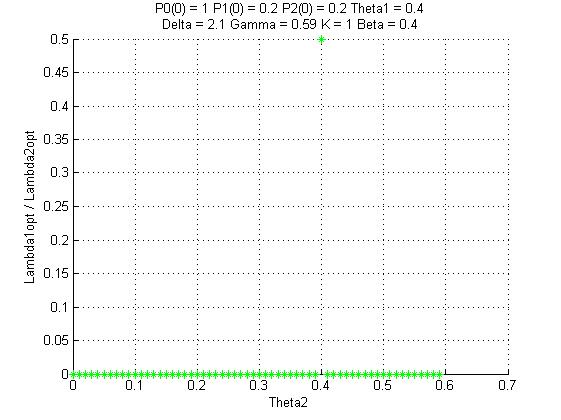 P0(0) = 1 P1(0) = 0.2 P2(0) = 0.2 Theta1 = 0.4
Delta = 2.1 Gamma = 0.59 K = 1 Beta = 0.4
0.5
0.45
0.4
0.35
0.3
0.25
0.2
0.15
0.1
0.05
0
Lambda1opt / Lambda2opt
0 0.1 0.2 0.3 0.4 0.5 0.6 0.7
Theta2